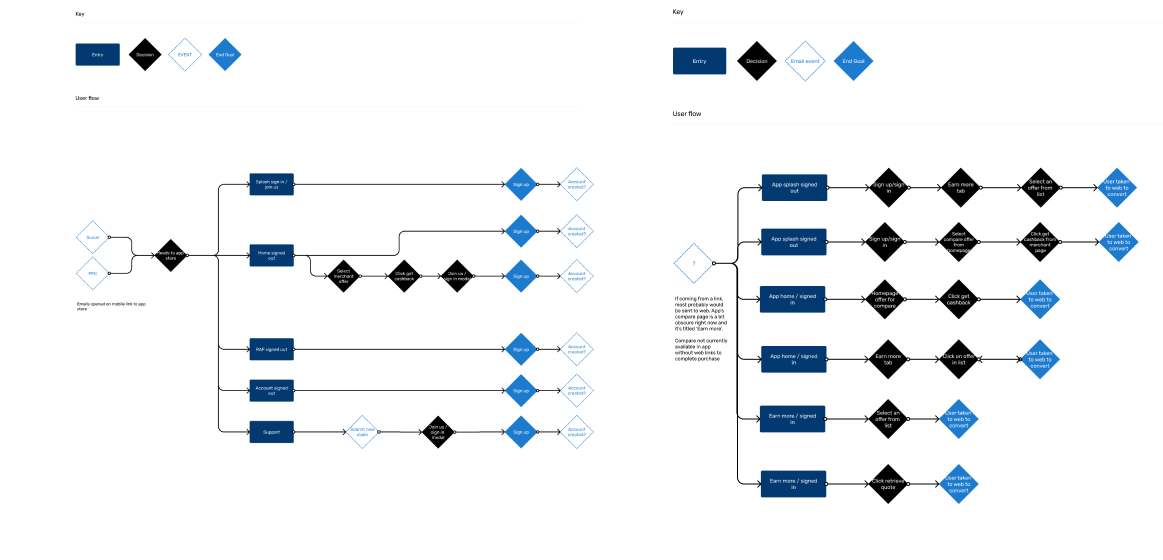 Key
Entry
Decision
EVENT
End Goal
User flow
Social
PPC
Emails opened on mobile link to app
store
needs to app
store
Splash sign in /
join us
Sign up
Account
created?
Home signed
out
Sign up
Account
created?
Select
merchant
offer
Click get
cashback
Join us /
sign in modal
Sign up
Account
created?
RAF signed out
Sign up
Account
created?
Account signed
out
Sign up
Account
created?
Support
Submit new
claim
Join us /
sign in
modal
Sign up
Account
created?
Key
Entry
Decision
Email event
End Goal
User flow
?
If coming from a link,
most probably would
be sent to web. App's
compare page is a bit
obscure right now and
it's titled 'Earn more'.
Compare not currently
available in app
without web links to
complete purchase
App splash signed
out
Sign up/sign
in
Earn more
tab
Select an
offer from
list
User taken
to web to
convert
App splash signed
out
Sign up/sign
in
Select
compare offer
from
homepage
Click get
cashback from
merchant
page
User taken
to web to
convert
App home / signed
in
Homepage
offer for
compare
Click get
cashback
User taken
to web to
convert
App home / signed
in
Earn more
tab
Click on offer
in list
User taken
to web to
convert
Earn more / signed
in
Select an
offer from
list
User taken
to web to
convert
Earn more / signed
in
Click retrieve
quote
User taken
to web to
convert